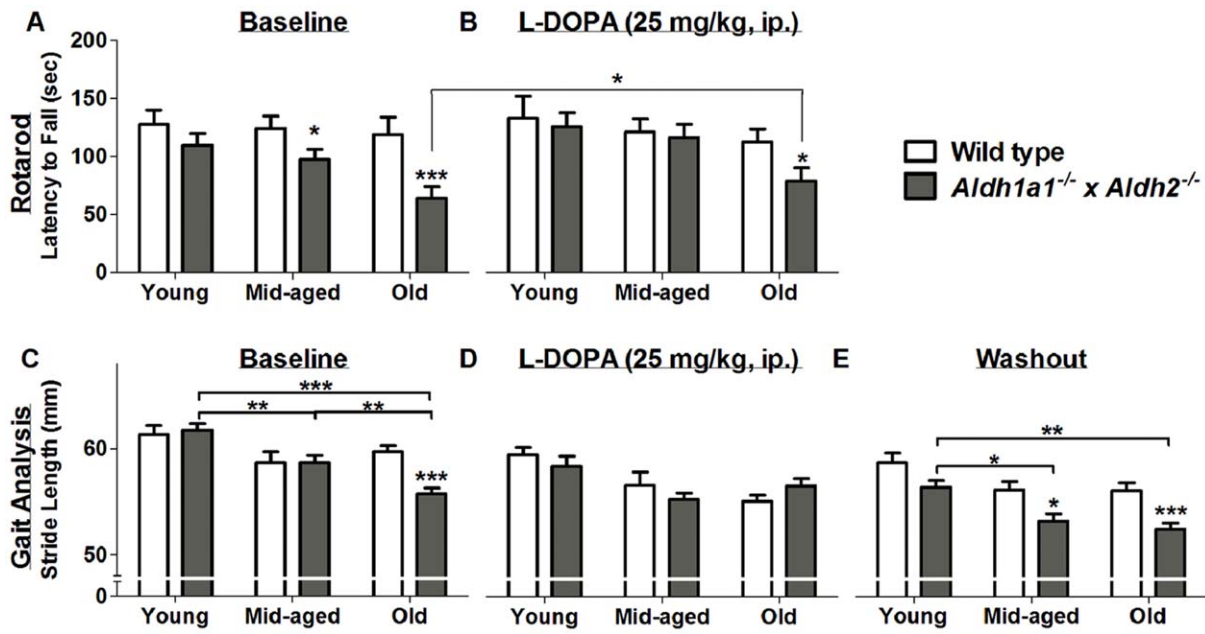 A Baseline B L-DOPA (25 mg/kg, ip.)
Rotarod
Latency to Fall (sec)
200
150
100
50
0
*
***
*
*
Young Mid-aged Old Young Mid-aged Old
Wild type
Aldh1a1-/- x Aldh2-/-
C Baseline D L-DOPA (25 mg/kg, ip.) E Washout
Gait Analysis
Stride Length (mm)
60
50
0
***
** **
***
**
*
*
***
Young Mid-aged Old Young Mid-aged Old Young Mid-aged Old